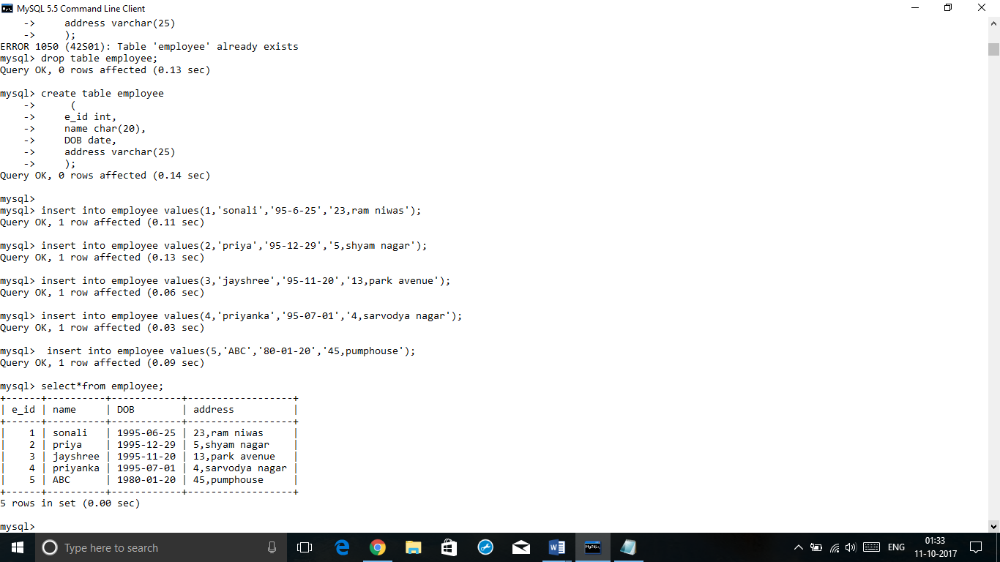 MySQL 5.5 Command Line Client
    ->     address varchar(25)
    ->     );
ERROR 1050 (42S01): Table 'employee' already exists
mysql> drop table employee;
Query OK, 0 rows affected (0.13 sec)

mysql> create table employee
    ->      (
    ->     e_id int,
    ->     name char(20),
    ->     DOB date,
    ->     address varchar(25)
    ->     );
Query OK, 0 rows affected (0.14 sec)

mysql>
mysql> insert into employee values(1,'sonali','95-6-25','23,ram niwas');
Query OK, 1 row affected (0.11 sec)

mysql> insert into employee values(2,'priya','95-12-29','5,shyam nagar');
Query OK, 1 row affected (0.13 sec)

mysql> insert into employee values(3,'jayshree','95-11-20','13,park avenue');
Query OK, 1 row affected (0.06 sec)

mysql> insert into employee values(4,'priyanka','95-07-01','4,sarvodya nagar');
Query OK, 1 row affected (0.03 sec)

mysql>  insert into employee values(5,'ABC','80-01-20','45,pumphouse');
Query OK, 1 row affected (0.09 sec)

mysql> select*from employee;
+------+----------+------------+------------------+
| e_id | name     | DOB        | address          |
+------+----------+------------+------------------+
|    1 | sonali   | 1995-06-25 | 23,ram niwas     |
|    2 | priya    | 1995-12-29 | 5,shyam nagar    |
|    3 | jayshree | 1995-11-20 | 13,park avenue   |
|    4 | priyanka | 1995-07-01 | 4,sarvodya nagar |
|    5 | ABC      | 1980-01-20 | 45,pumphouse     |
+------+----------+------------+------------------+
5 rows in set (0.00 sec)

mysql>
Type here to search
ENG
01:33
11-10-2017